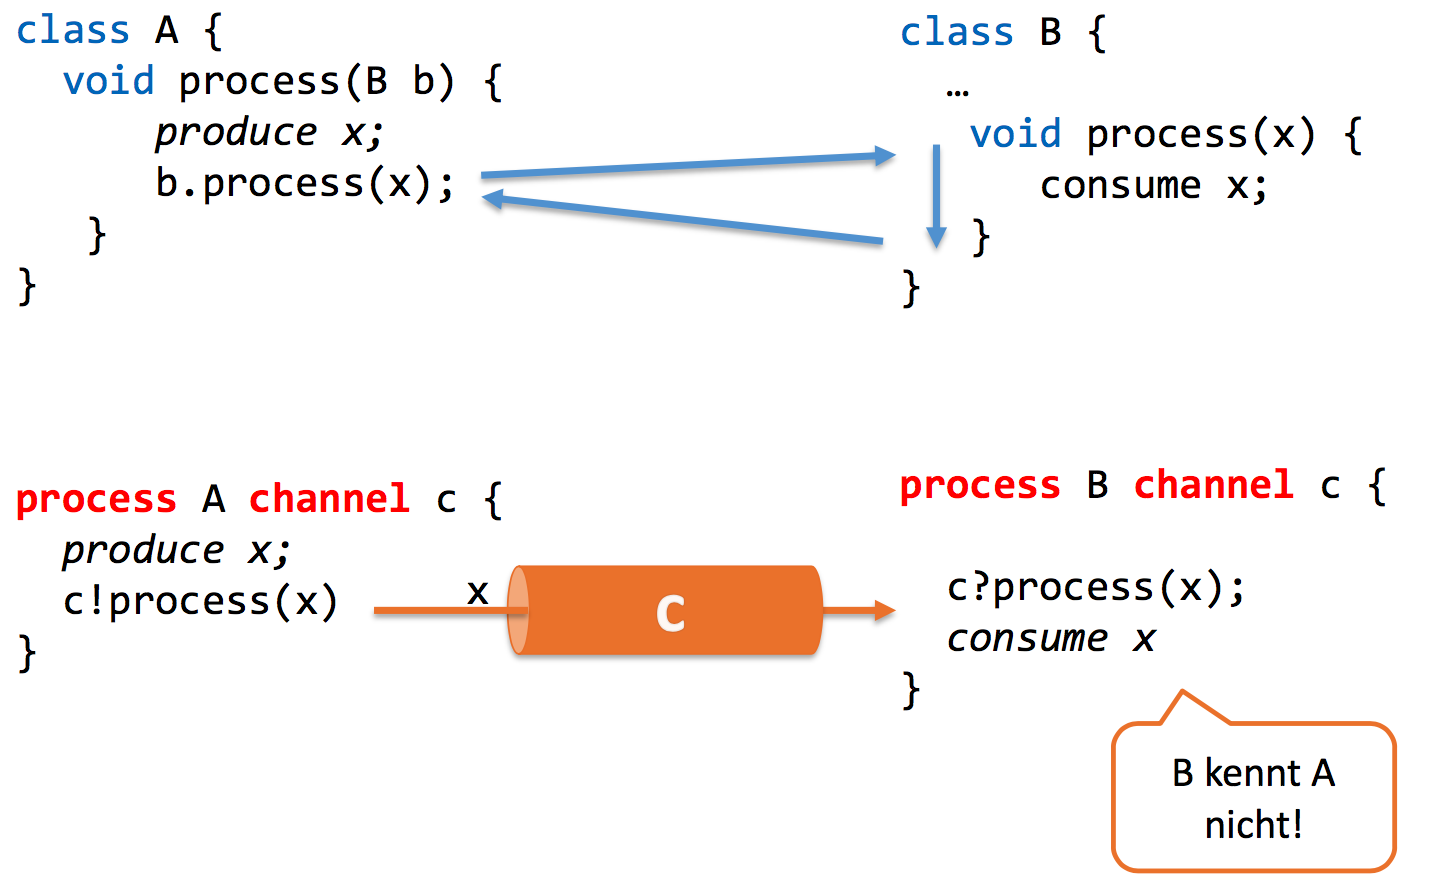 class A {
void process(B b) {
produce x;
b.process(x);
}
}
class B {
…
void process(x) {
consume x;
}
}
process A channel c {
produce x;
c!process(x)
}
x
C
process B channel c {
c?process(x);
consume x
}
B kennt A
nicht!